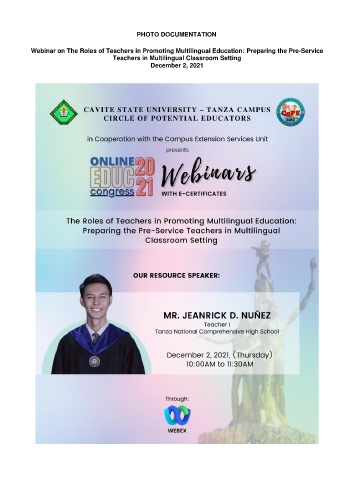 PHOTO DOCUMENTATION
Webinar on The Roles of Teachers in Promoting Multilingual Education: Preparing the Pre-Service
Teachers in Multilingual Classroom Setting
December 2, 2021
CAVITE STATE UNIVERSITY – TANZA CAMPUS
CIRCLE OF POTENTIAL EDUCATORS
in Cooperation with the Campus Extension Services Unit
presents
ONLINE
EDUC
congress
20
21
Webinars
WITH E-CERTIFICATES
The Roles of Teachers in Promoting Multilingual Education:
Preparing the Pre-Service Teachers in Multilingual
Classroom Setting
OUR RESOURCE SPEAKER:
MR. JEANRICK D. NUÑEZ
Teacher I
Tanza National Comprehensive High School
December 2, 2021, (Thursday)
10:00AM to 11:30AM
Through:
WEBEX